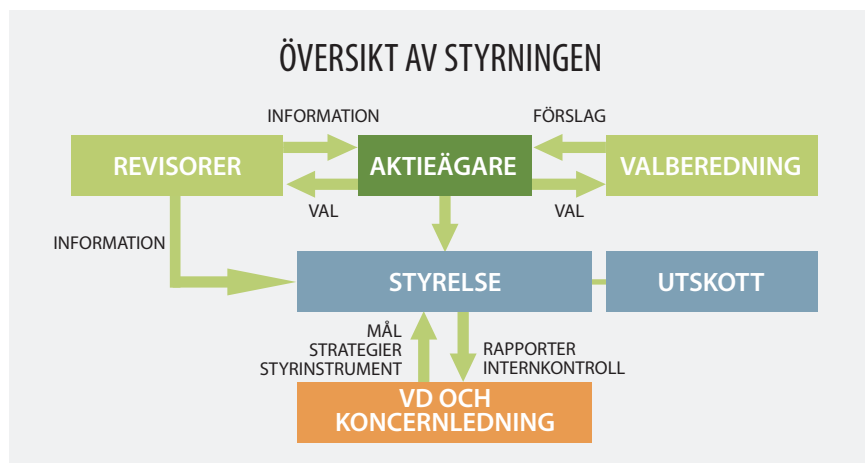 ÖVERSIKT AV STYRNINGEN
INFORMATION
FÖRSLAG
REVISORER
AKTIEÄGARE
VALBEREDNING
VAL
VAL
INFORMATION
STYRELSE
UTSKOTT
MÅL
STRATEGIER
STYRINSTRUMENT
RAPPORTER
INTERNKONTROLL
VD OCH
KONCERNLEDNING